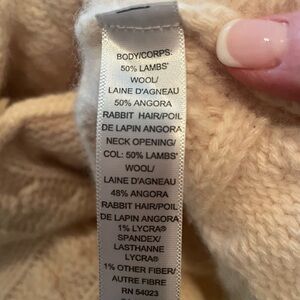 BODY/CORPS:
50% LAMBS'
WOOL/
LAINE D'AGNEAU
50% ANGORA
RABBIT HAIR/POIL
DE LAPIN ANGORA
NECK OPENING/
COL: 50% LAMBS'
WOOL/
LAINE D'AGNEAU
48% ANGORA
RABBIT HAIR/POIL
DE LAPIN ANGORA
1% LYCRA®
SPANDEX/
LASTHANNE
LYCRA®
1% OTHER FIBER/
AUTRE FIBRE
RN 54023